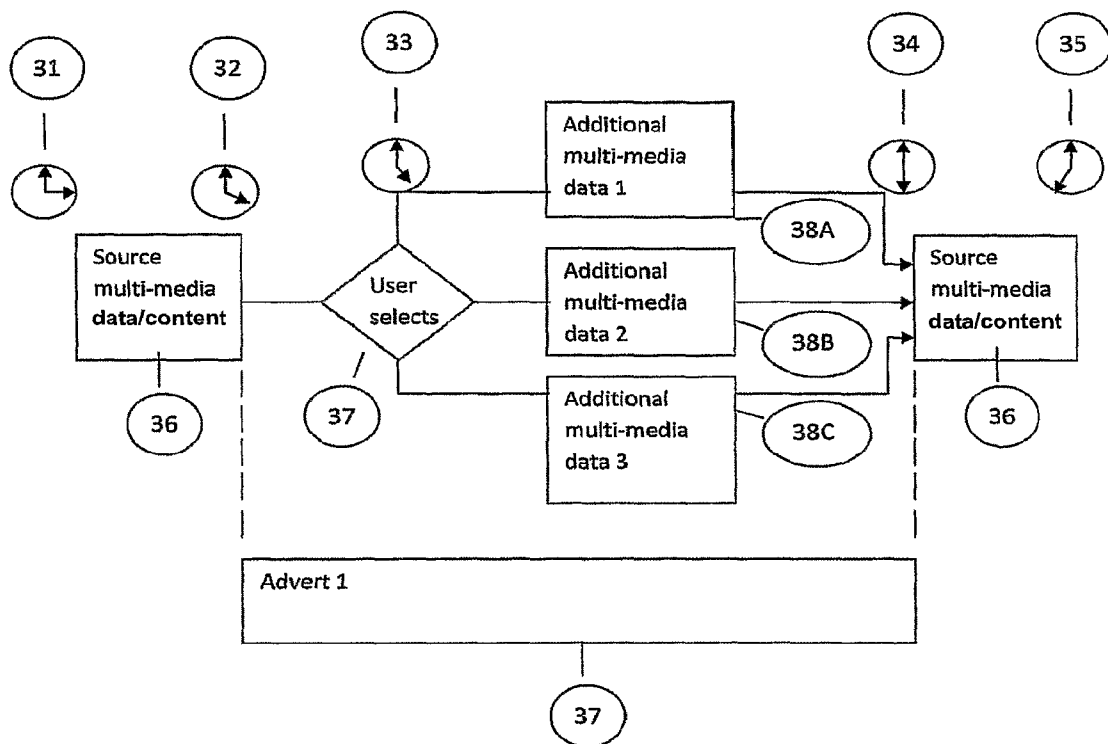 31
32
33
34
35
Additional
multi-media
data 1
38A
Source
multi-media
data/content
36
User
selects
37
Additional
multi-media
data 2
38B
Additional
multi-media
data 3
38C
Source
multi-media
data/content
36
Advert 1
37